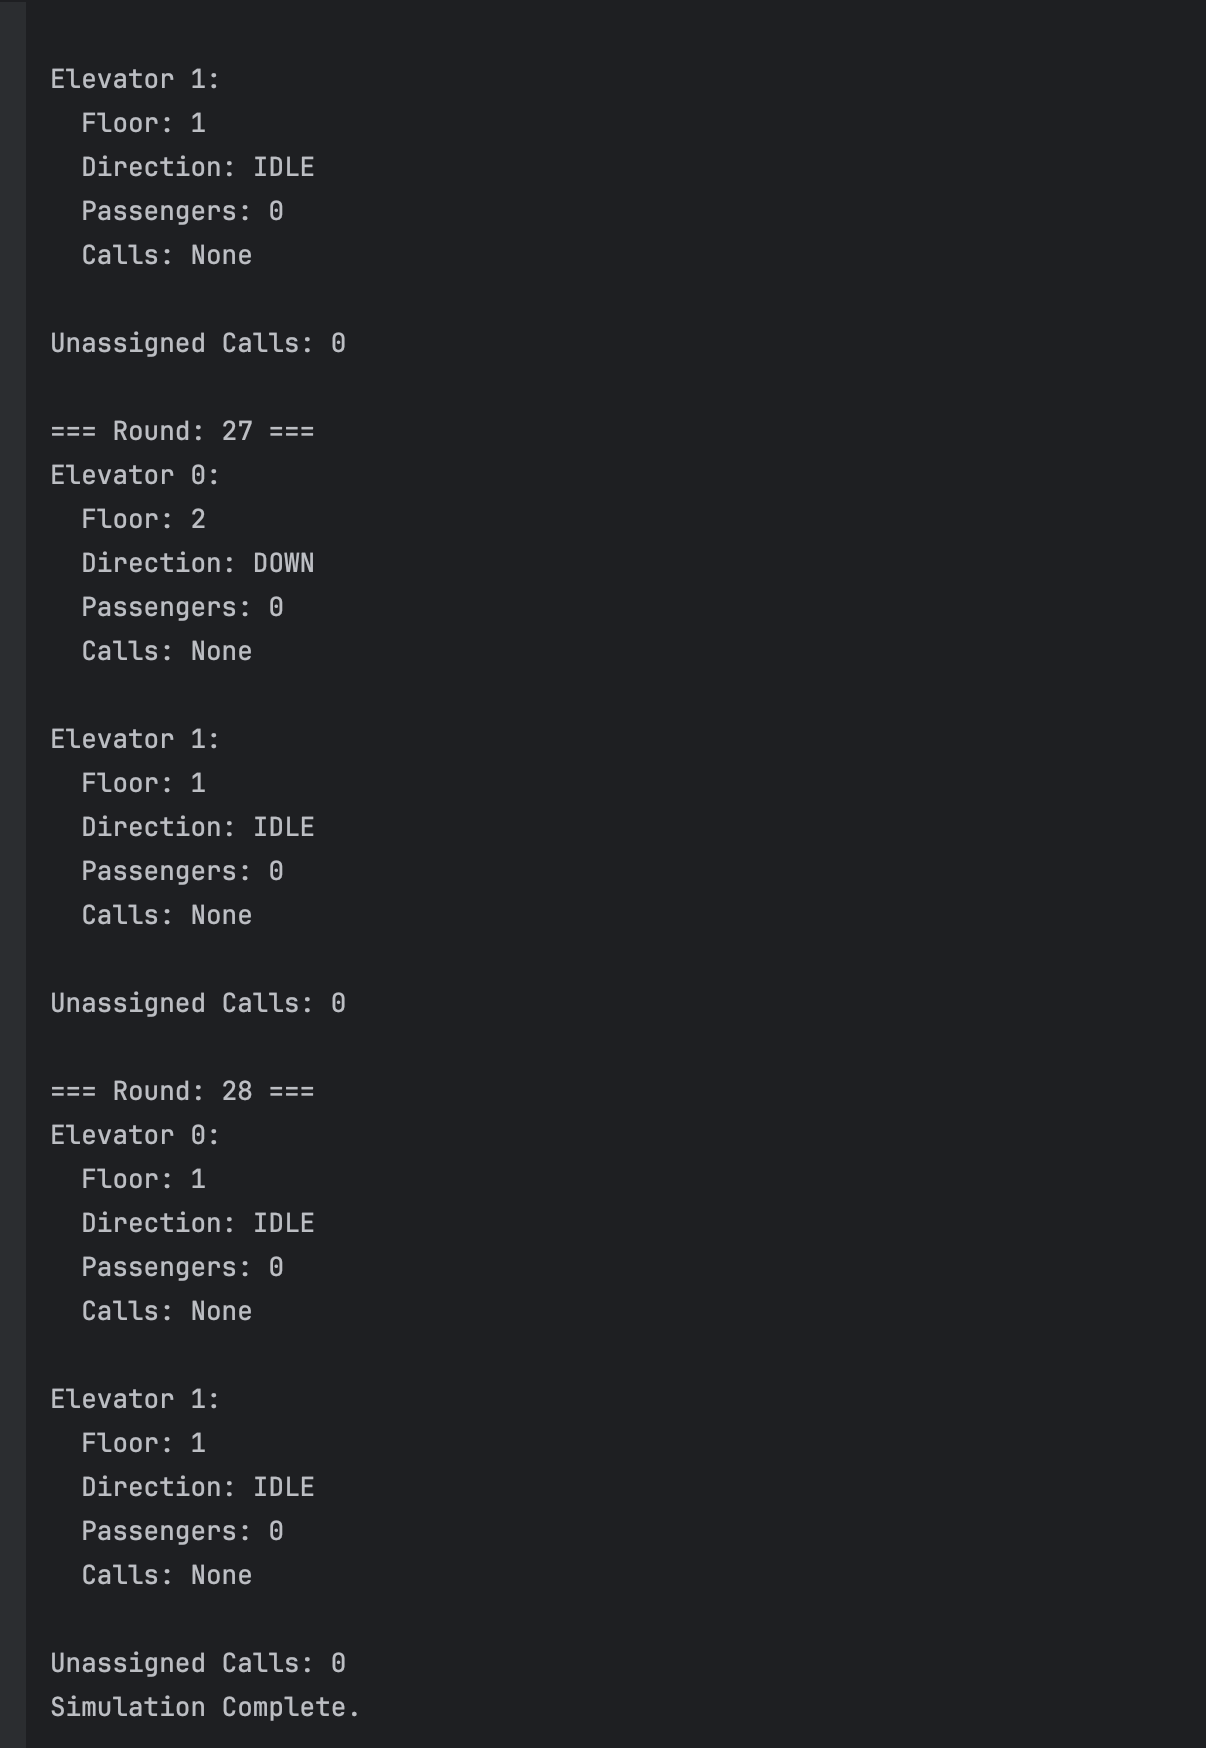 Elevator 1:
  Floor: 1
  Direction: IDLE
  Passengers: 0
  Calls: None

Unassigned Calls: 0

=== Round: 27 ===
Elevator 0:
  Floor: 2
  Direction: DOWN
  Passengers: 0
  Calls: None

Elevator 1:
  Floor: 1
  Direction: IDLE
  Passengers: 0
  Calls: None

Unassigned Calls: 0

=== Round: 28 ===
Elevator 0:
  Floor: 1
  Direction: IDLE
  Passengers: 0
  Calls: None

Elevator 1:
  Floor: 1
  Direction: IDLE
  Passengers: 0
  Calls: None

Unassigned Calls: 0
Simulation Complete.